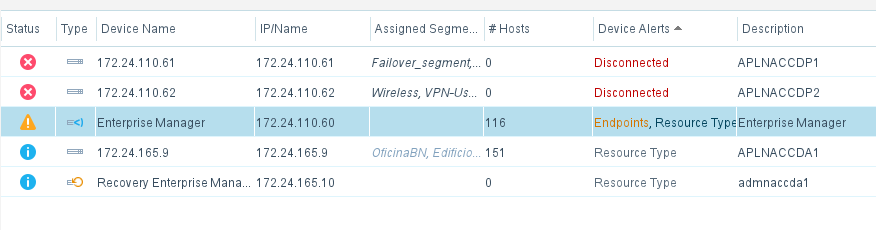 Status Type Device Name IP/Name Assigned Segme... # Hosts Device Alerts Description
172.24.110.61 172.24.110.61 Failover_segment,... 0 Disconnected APLNACCDP1
172.24.110.62 172.24.110.62 Wireless, VPN-Us... 0 Disconnected APLNACCDP2
Enterprise Manager 172.24.110.60 116 Endpoints, Resource Type Enterprise Manager
172.24.165.9 172.24.165.9 OficinaBN, Edificio... 151 Resource Type APLNACCDA1
Recovery Enterprise Mana... 172.24.165.10 0 Resource Type admnaccda1